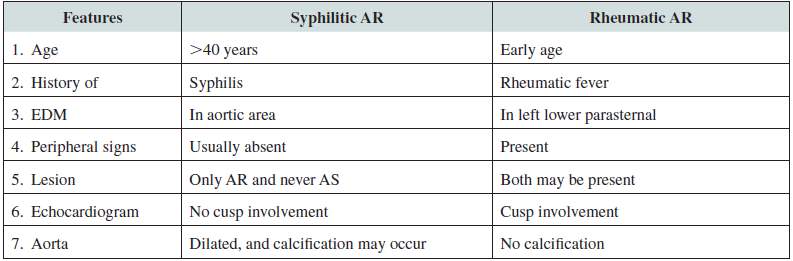 Features Syphilitic AR Rheumatic AR
1. Age >40 years Early age
2. History of Syphilis Rheumatic fever
3. EDM In aortic area In left lower parasternal
4. Peripheral signs Usually absent Present
5. Lesion Only AR and never AS Both may be present
6. Echocardiogram No cusp involvement Cusp involvement
7. Aorta Dilated, and calcification may occur No calcification